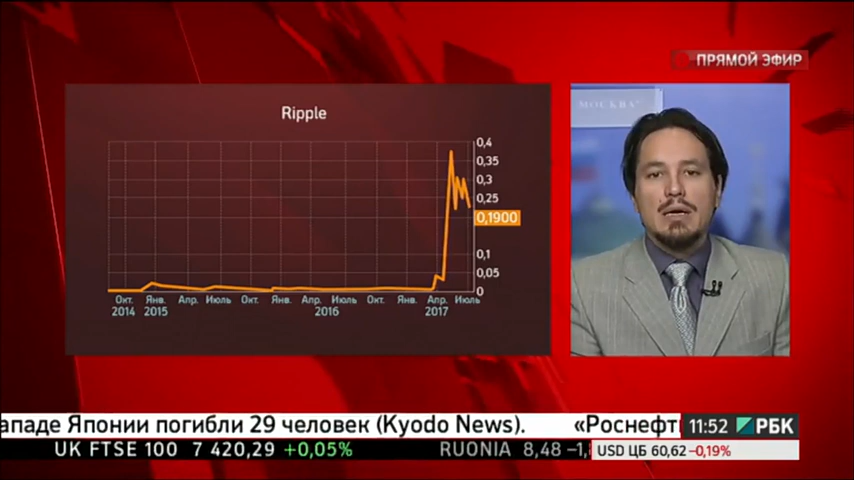 ПРЯМОЙ ЭФИР
МОСКВА
Ripple
0,4
0,35
0,3
0,25
0,1900
0,1
0,05
0
Окт. Янв. Апр. Июль Окт. Янв. Апр. Июль Окт. Янв. Апр. Июль
2014 2015 2016 2017
ападе Японии погибли 29 человек (Kyodo News). «Роснефт
11:52 РБК
UK FTSE 100 7 420,29 +0,05% RUONIA 8,48 –1,
USD ЦБ 60,62 –0,19%